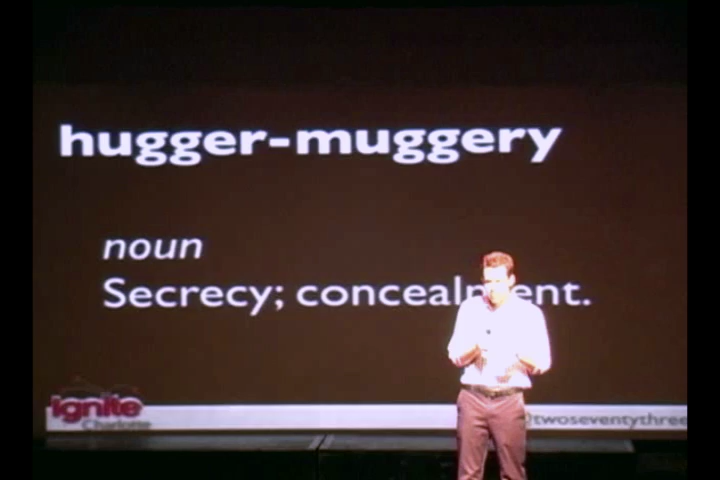 hugger-muggery
noun
Secrecy; concealment.
ignite
Charlotte
@twoseventythree